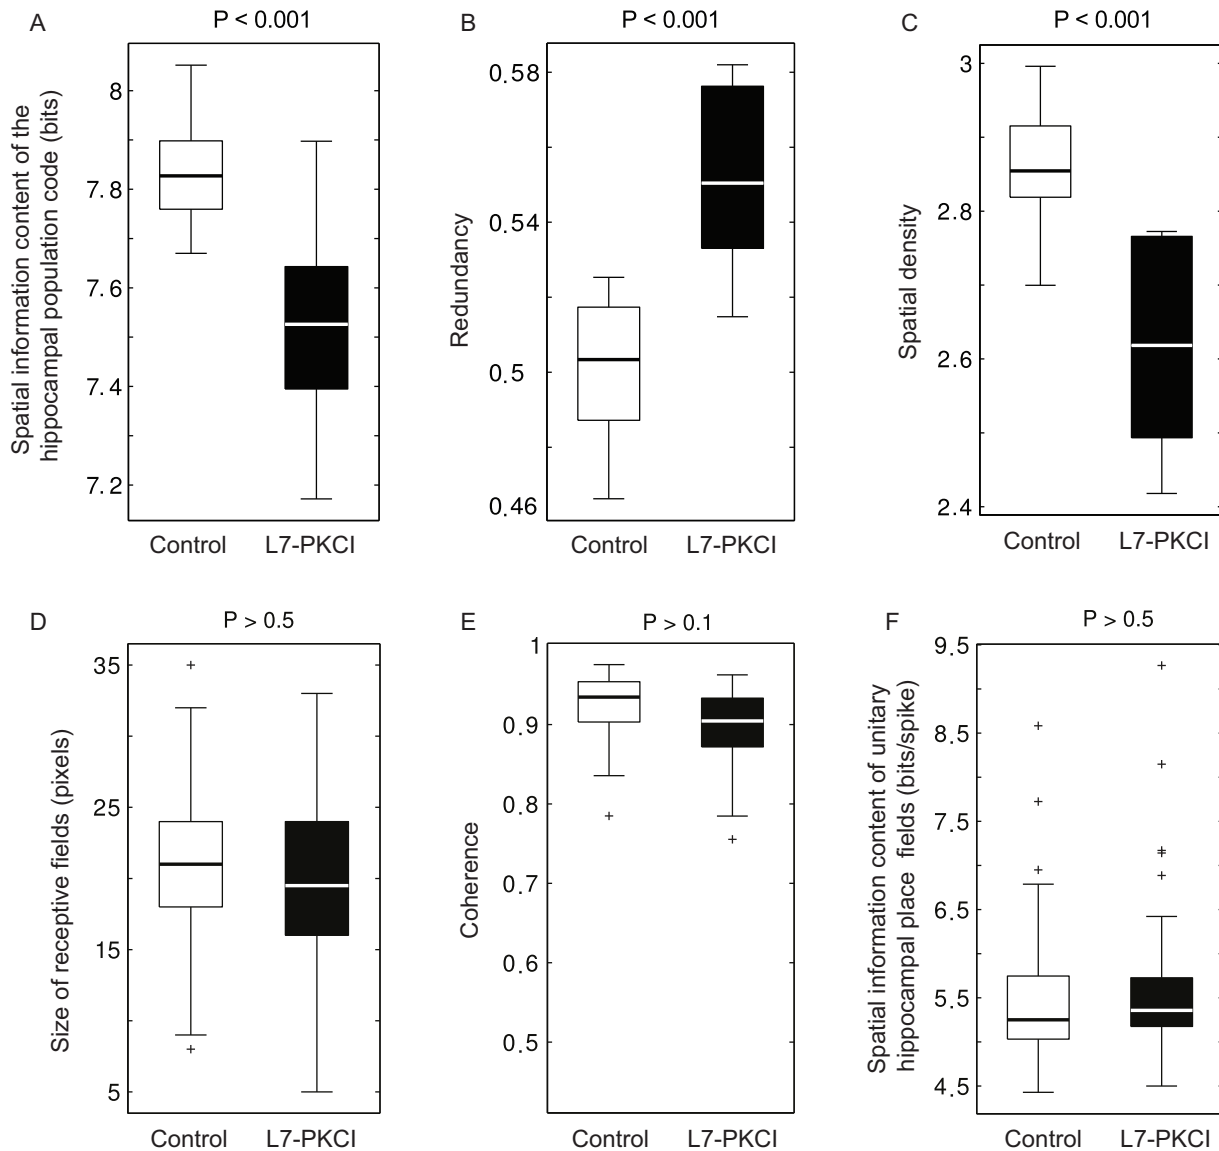 A
P < 0.001
Spatial information content of the
hippocampal population code (bits)
8
7.8
7.6
7.4
7.2
Control
L7-PKCI
B
P < 0.001
Redundancy
0.58
0.54
0.5
0.46
Control
L7-PKCI
C
P < 0.001
Spatial density
3
2.8
2.6
2.4
Control
L7-PKCI
D
P > 0.5
Size of receptive fields (pixels)
35
25
15
5
Control
L7-PKCI
E
P > 0.1
Coherence
1
0.9
0.8
0.7
0.6
0.5
Control
L7-PKCI
F
P > 0.5
Spatial information content of unitary
hippocampal place fields (bits/spike)
9.5
8.5
7.5
6.5
5.5
4.5
Control
L7-PKCI